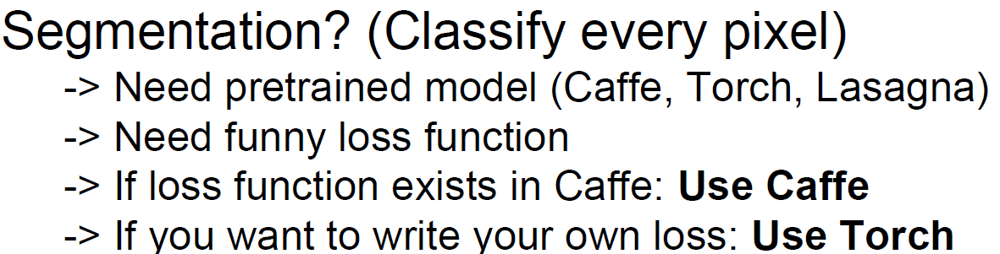 Segmentation? (Classify every pixel)
-> Need pretrained model (Caffe, Torch, Lasagna)
-> Need funny loss function
-> If loss function exists in Caffe: Use Caffe
-> If you want to write your own loss: Use Torch